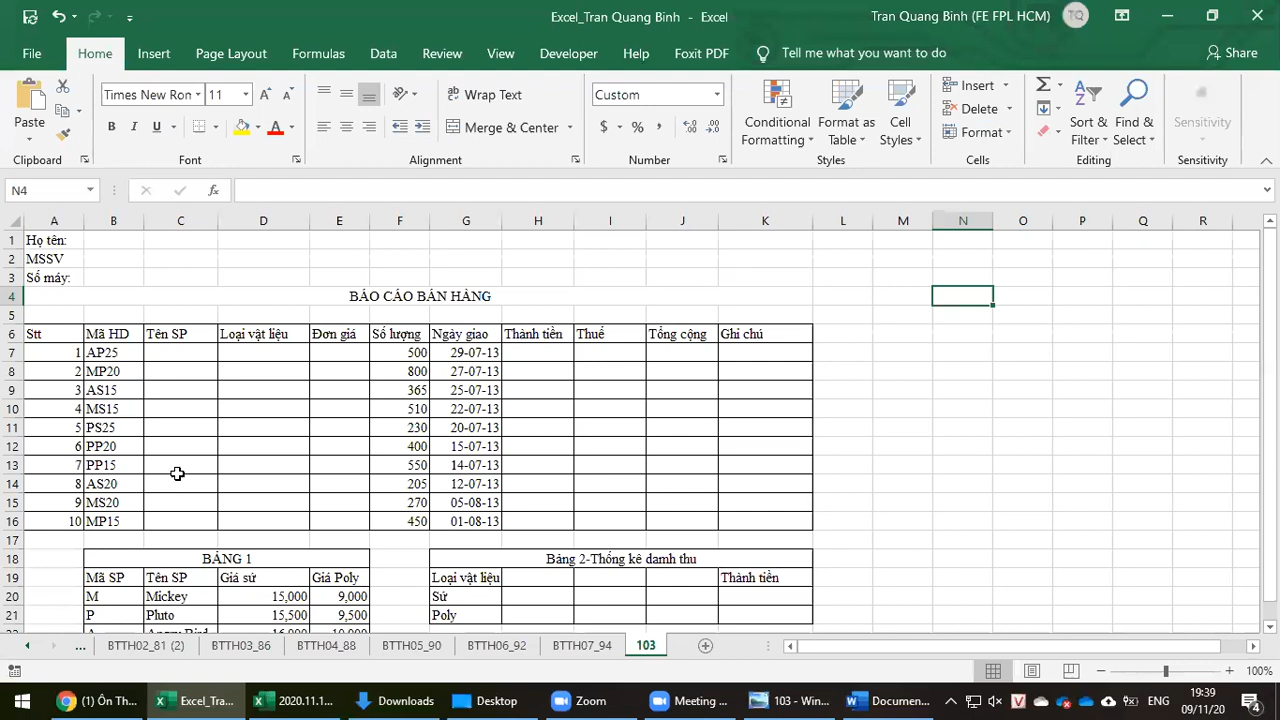 Excel_Tran Quang Binh - Excel
Tran Quang Binh (FE FPL HCM) TQ
File Home Insert Page Layout Formulas Data Review View Developer Help Foxit PDF Tell me what you want to do Share
Times New Ron 11 Wrap Text Custom Insert
Paste B I U A Merge & Center $ % , Conditional Formatting Format as Table Cell Styles Delete Sort & Filter Find & Select Sensitivity
Format
Clipboard Font Alignment Number Styles Cells Editing Sensitivity
N4 fx
A B C D E F G H I J K L M N O P Q R
1 Họ tên:
2 MSSV
3 Số máy:
4 BÁO CÁO BÁN HÀNG
5
6 Stt Mã HD Tên SP Loại vật liệu Đơn giá Số lượng Ngày giao Thành tiền Thuế Tổng cộng Ghi chú
7 1 AP25 500 29-07-13
8 2 MP20 800 27-07-13
9 3 AS15 365 25-07-13
10 4 MS15 510 22-07-13
11 5 PS25 230 20-07-13
12 6 PP20 400 15-07-13
13 7 PP15 550 14-07-13
14 8 AS20 205 12-07-13
15 9 MS20 270 05-08-13
16 10 MP15 450 01-08-13
17
18 BẢNG 1 Bảng 2-Thống kê damh thu
19 Mã SP Tên SP Giá sứ Giá Poly Loại vật liệu Thành tiền
20 M Mickey 15,000 9,000 Sứ
21 P Pluto 15,500 9,500 Poly
... BTTH02_81 (2) BTTH03_86 BTTH04_88 BTTH05_90 BTTH06_92 BTTH07_94 103
100%
(1) Ôn Th... Excel_Tra... 2020.11.1... Downloads Desktop Zoom Meeting ... 103 - Win... Documen... ENG 19:39
09/11/20 4